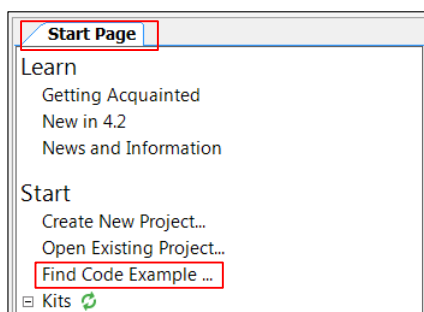 Start Page
Learn
Getting Acquainted
New in 4.2
News and Information
Start
Create New Project...
Open Existing Project...
Find Code Example ...
Kits